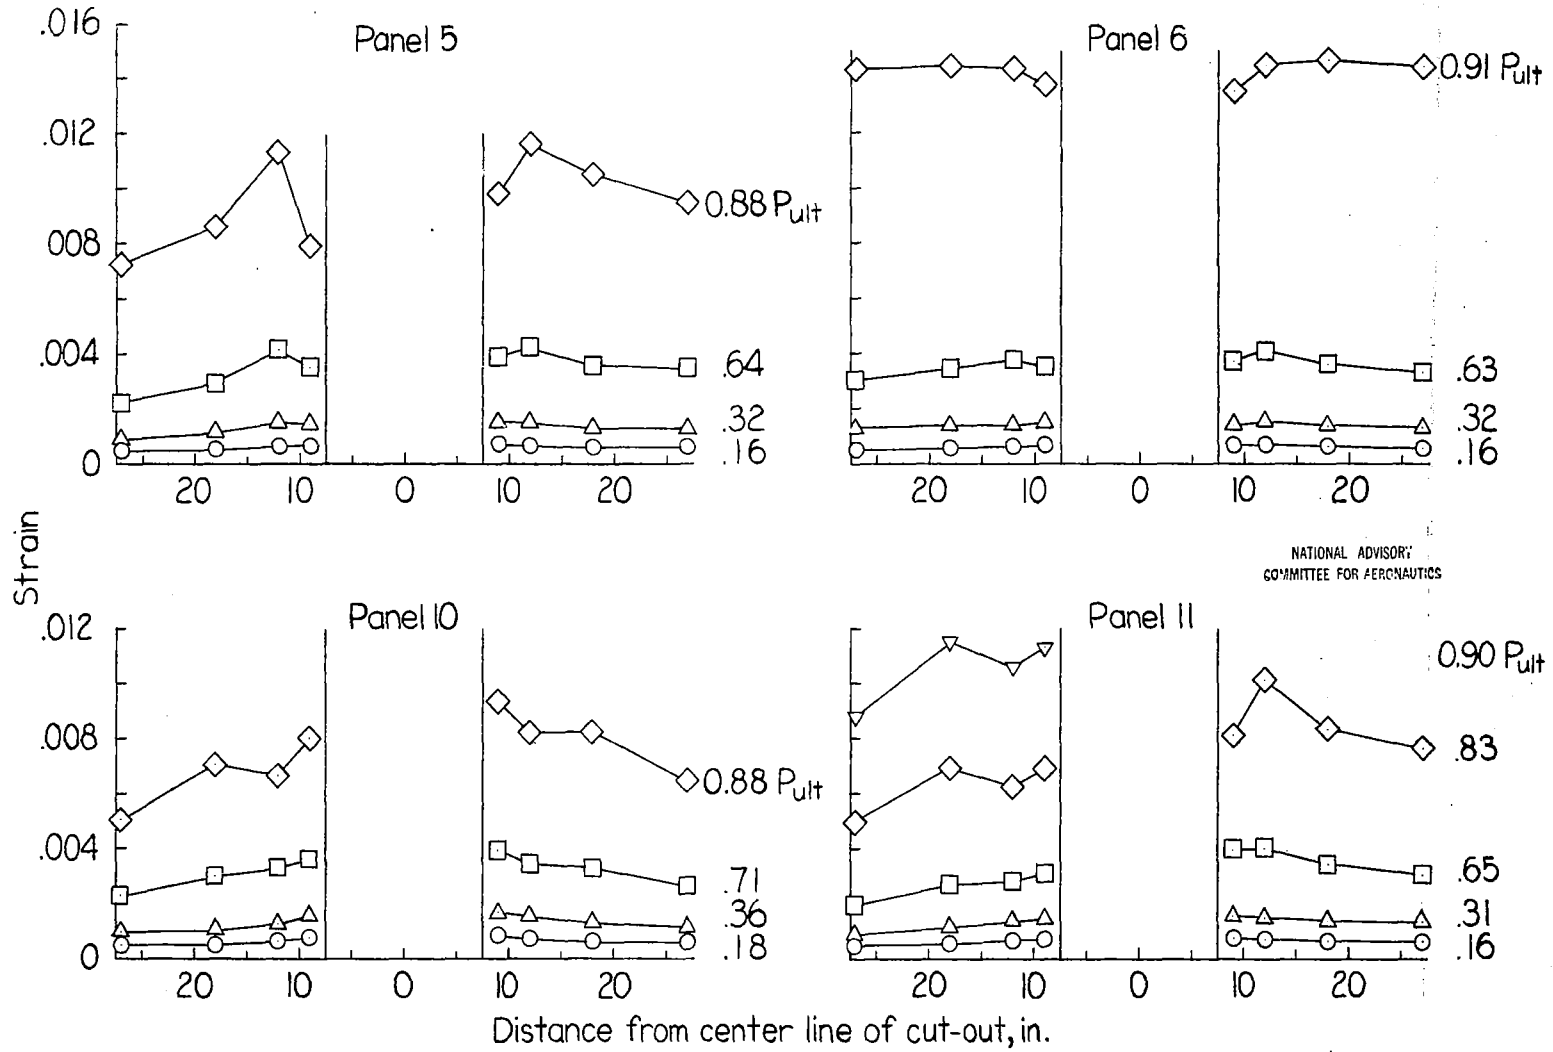 .016
Panel 5
Panel 6
0.91 Pult
.012
0.88 Pult
008
.004
.64
.63
.32
.32
.16
.16
0
20 10 0 10 20
20 10 0 10 20
NATIONAL ADVISORY
COMMITTEE FOR AERONAUTICS
Strain
Panel 10
Panel 11
.012
0.90 Pult
.008
.83
0.88 Pult
.004
.71
.65
.36
.31
.18
.16
0
20 10 0 10 20
20 10 0 10 20
Distance from center line of cut-out, in.